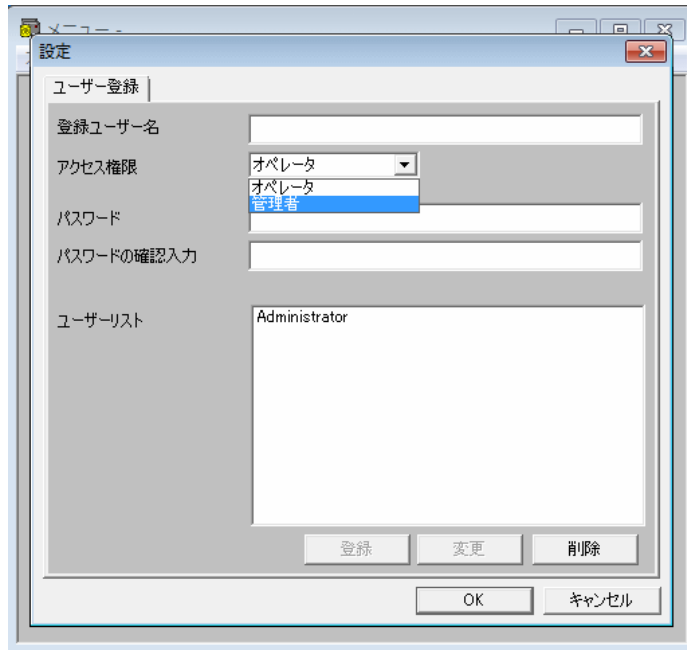 メニュー -
設定
ユーザー登録
登録ユーザー名
アクセス権限
オペレータ
オペレータ
管理者
パスワード
パスワードの確認入力
ユーザーリスト
Administrator
登録
変更
削除
OK
キャンセル